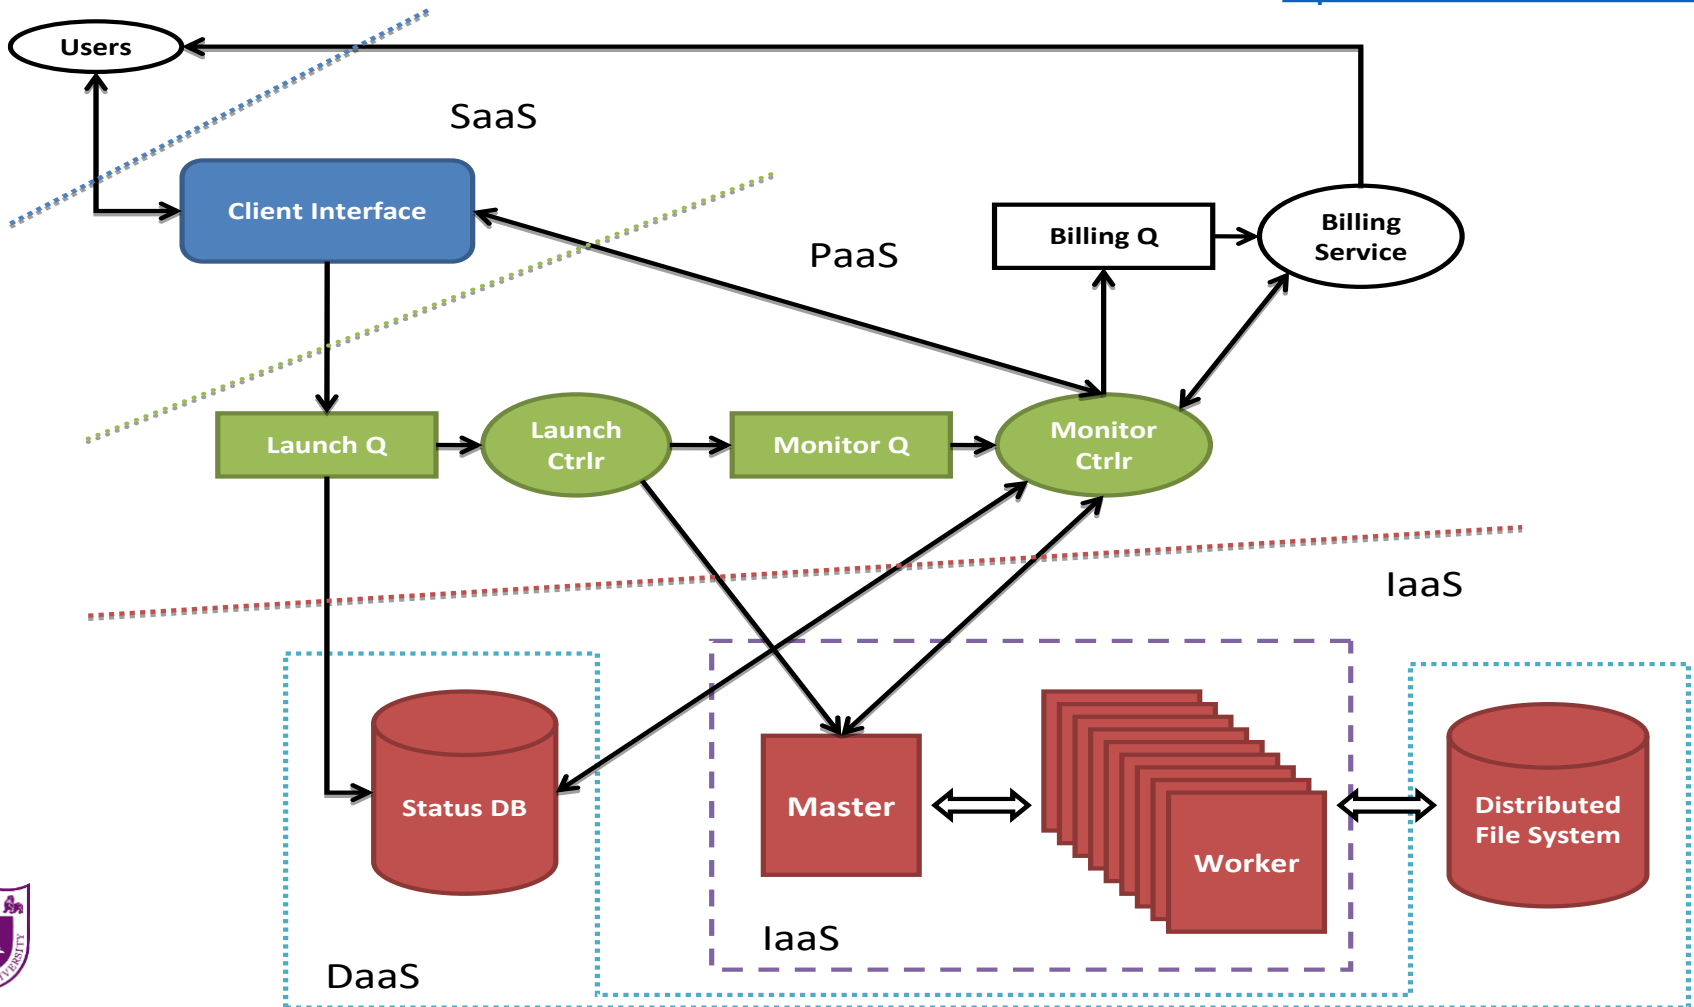 Users
SaaS
Client Interface
PaaS
Billing Q
Billing
Service
Launch Q
Launch
Ctrlr
Monitor Q
Monitor
Ctrlr
IaaS
Status DB
Master
Worker
Distributed
File System
IaaS
DaaS